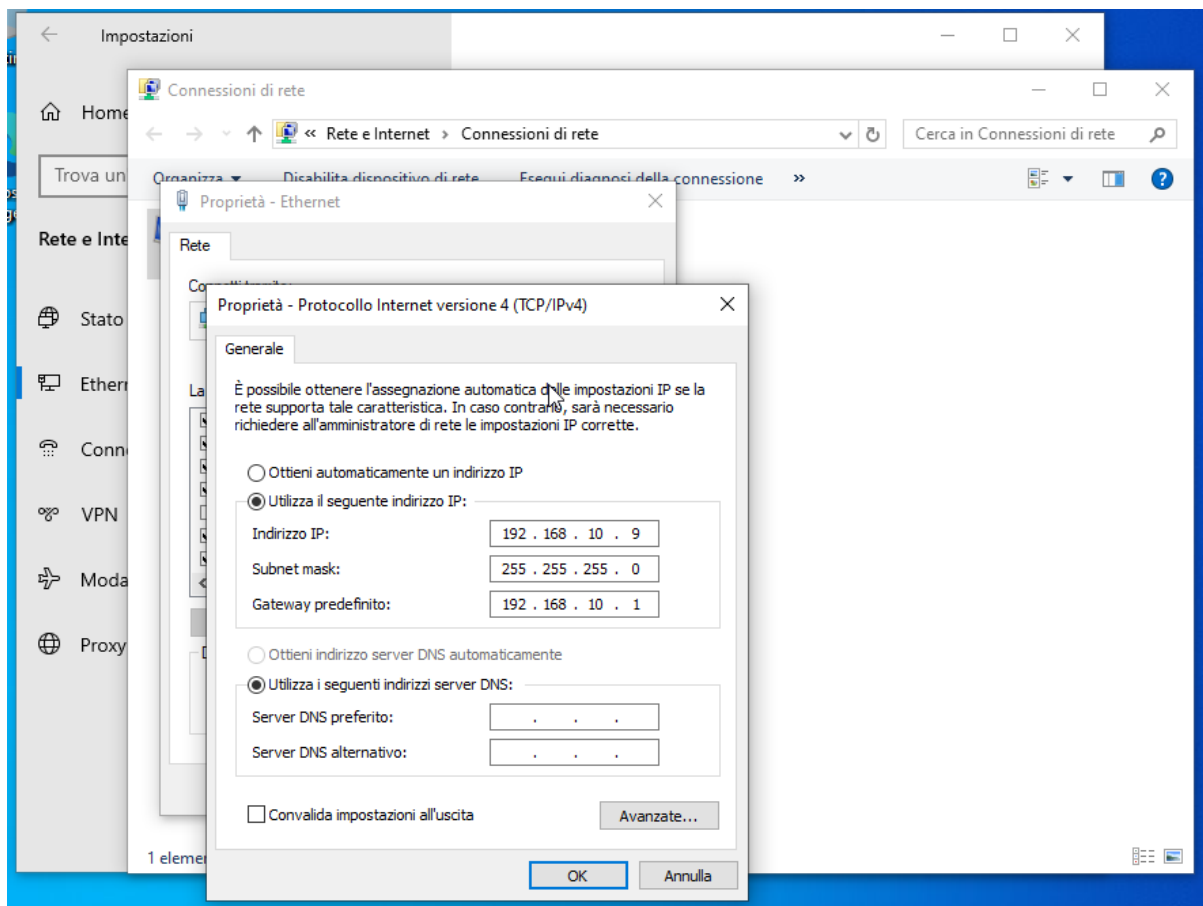 Impostazioni
Connessioni di rete
Home
« Rete e Internet › Connessioni di rete
Cerca in Connessioni di rete
Trova un
Organizza Disabilita dispositivo di rete Esegui diagnosi della connessione »
Proprietà - Ethernet
Rete e Inte
Rete
Connetti tramite:
Proprietà - Protocollo Internet versione 4 (TCP/IPv4)
Stato
Generale
Ethern
La
È possibile ottenere l'assegnazione automatica delle impostazioni IP se la
rete supporta tale caratteristica. In caso contrario, sarà necessario
richiedere all'amministratore di rete le impostazioni IP corrette.
Conn
Ottieni automaticamente un indirizzo IP
Utilizza il seguente indirizzo IP:
VPN
Indirizzo IP: 192 . 168 . 10 . 9
Subnet mask: 255 . 255 . 255 . 0
Moda
Gateway predefinito: 192 . 168 . 10 . 1
Proxy
Ottieni indirizzo server DNS automaticamente
Utilizza i seguenti indirizzi server DNS:
Server DNS preferito: . . .
Server DNS alternativo: . . .
Convalida impostazioni all'uscita
Avanzate...
1 elemen
OK Annulla